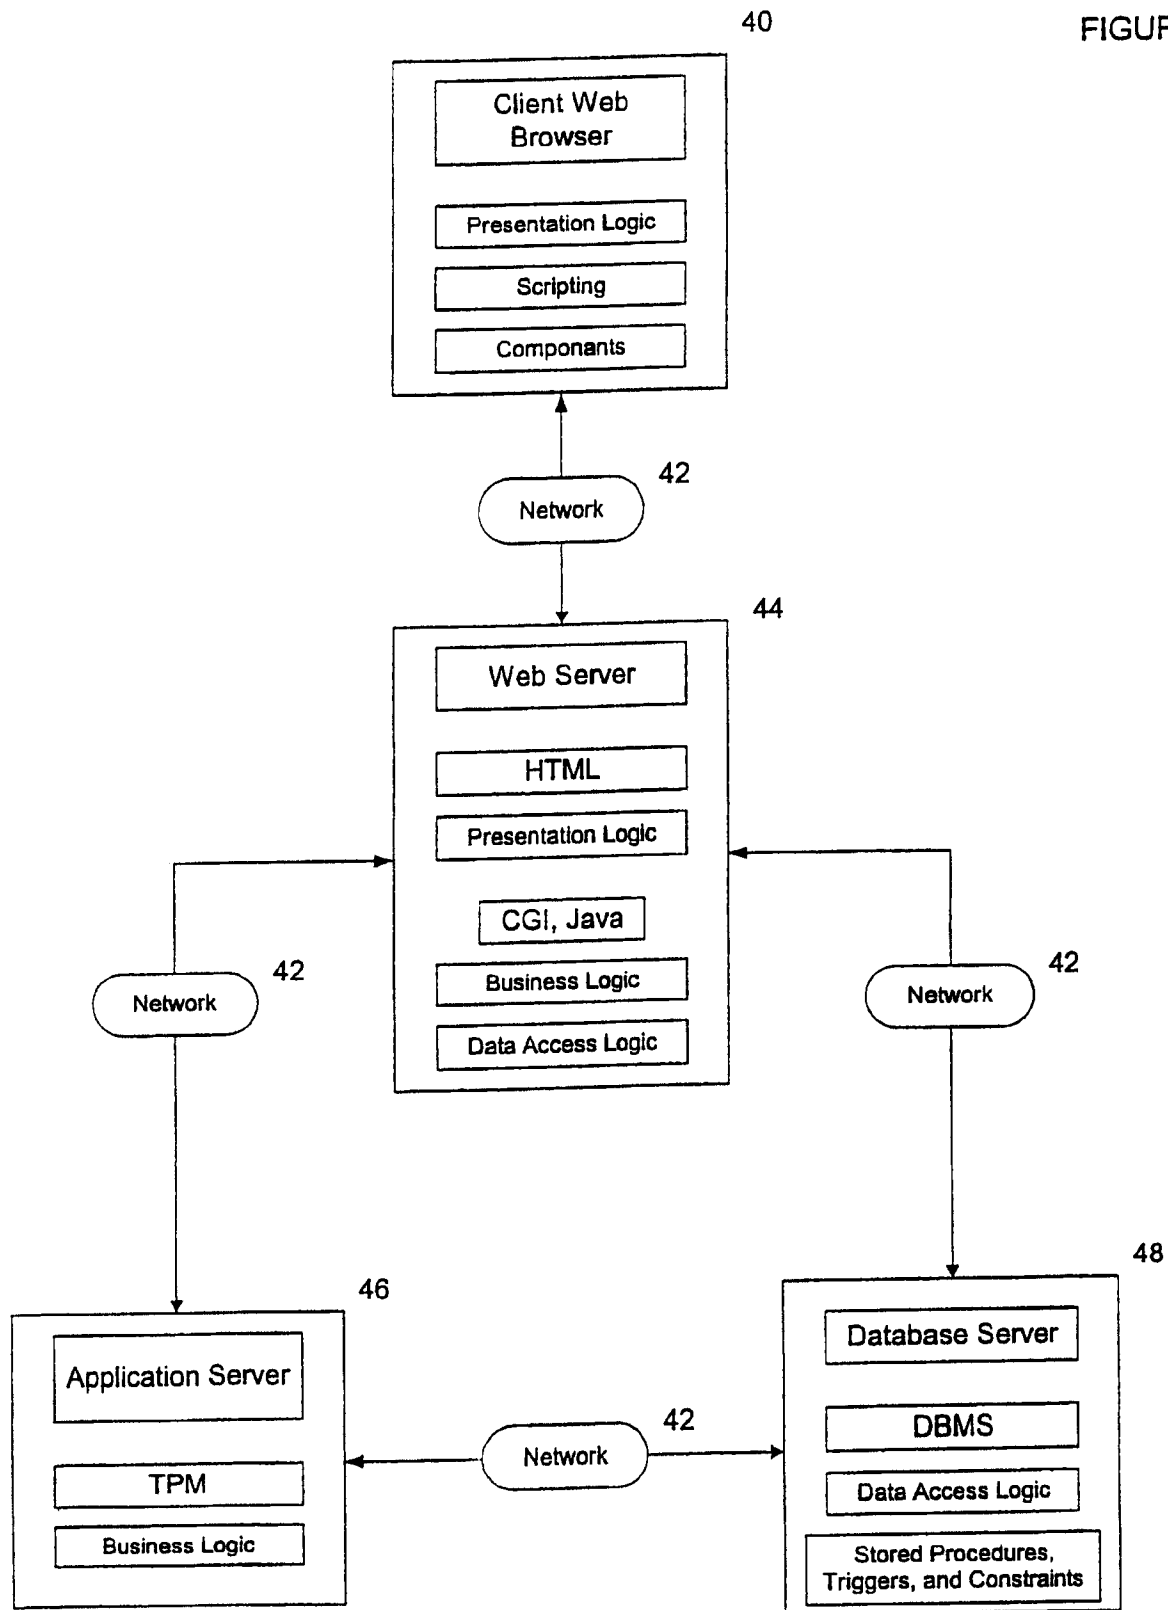 40
FIGUR
Client Web
Browser
Presentation Logic
Scripting
Componants
42
Network
44
Web Server
HTML
Presentation Logic
CGI, Java
Business Logic
Data Access Logic
42
Network
42
Network
46
Application Server
TPM
Business Logic
42
Network
48
Database Server
DBMS
Data Access Logic
Stored Procedures,
Triggers, and Constraints